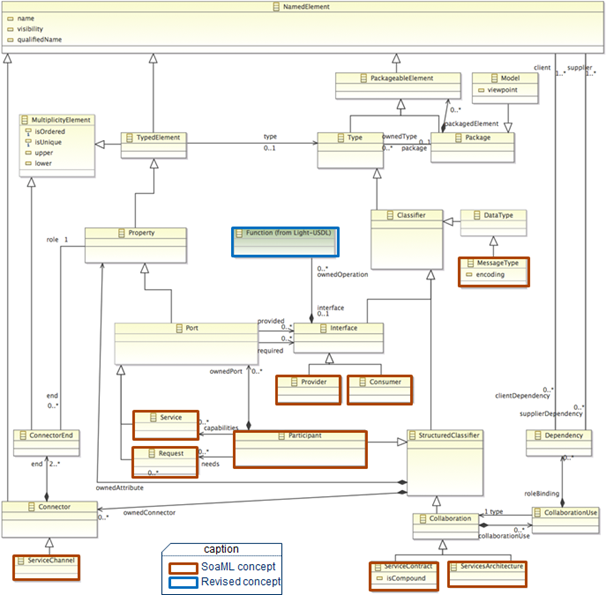 NamedElement
name
visibility
qualifiedName
client
supplier
1..*
1..*
PackageableElement
Model
viewpoint
0..*
MultiplicityElement
isOrdered
isUnique
upper
lower
packagedElement
TypedElement
type
0..1
Type
ownedType
0..*
0..1
package
Package
Classifier
DataType
role
1
Property
Function (from Light-USDL)
MessageType
encoding
0..*
ownedOperation
interface
0..1
Port
provided
0..*
Interface
0..*
required
ownedPort
0..*
Provider
Consumer
end
0..*
0..*
clientDependency
0..*
supplierDependency
Service
0..*
capabilities
ConnectorEnd
Participant
StructuredClassifier
Dependency
Request
0..*
0..*
needs
end
2..*
0..*
ownedAttribute
roleBinding
Connector
0..*
ownedConnector
Collaboration
1 type
0..*
collaborationUse
CollaborationUse
ServiceChannel
caption
SoaML concept
Revised concept
ServiceContract
isCompound
ServicesArchitecture